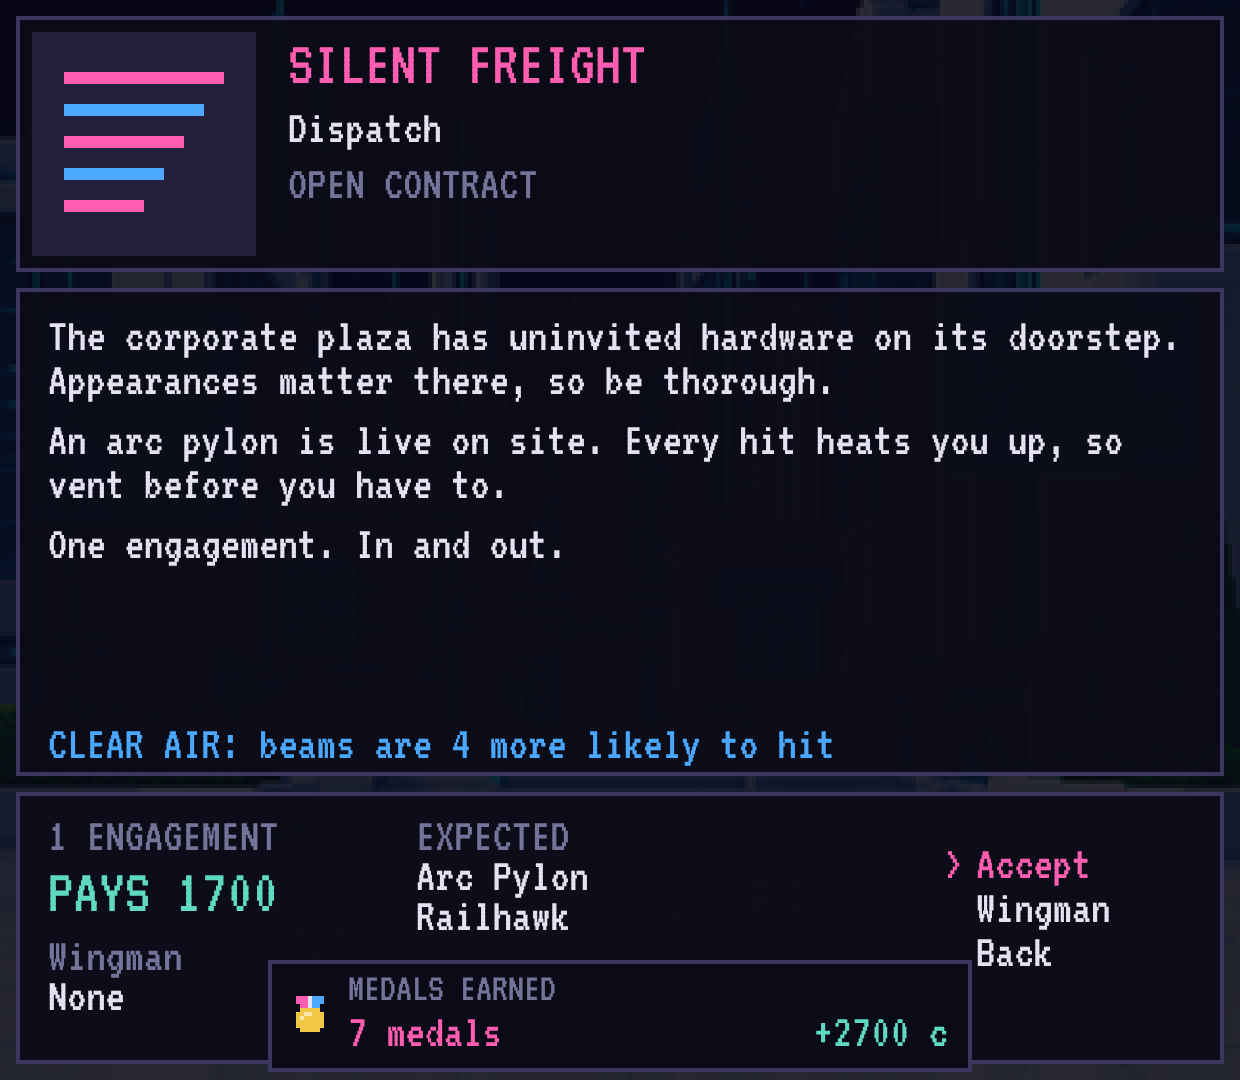 SILENT FREIGHT
Dispatch
OPEN CONTRACT
The corporate plaza has uninvited hardware on its doorstep.
Appearances matter there, so be thorough.
An arc pylon is live on site. Every hit heats you up, so
vent before you have to.
One engagement. In and out.
CLEAR AIR: beams are 4 more likely to hit
1 ENGAGEMENT
PAYS 1700
Wingman
None
EXPECTED
Arc Pylon
Railhawk
> Accept
Wingman
Back
MEDALS EARNED
7 medals +2700 c